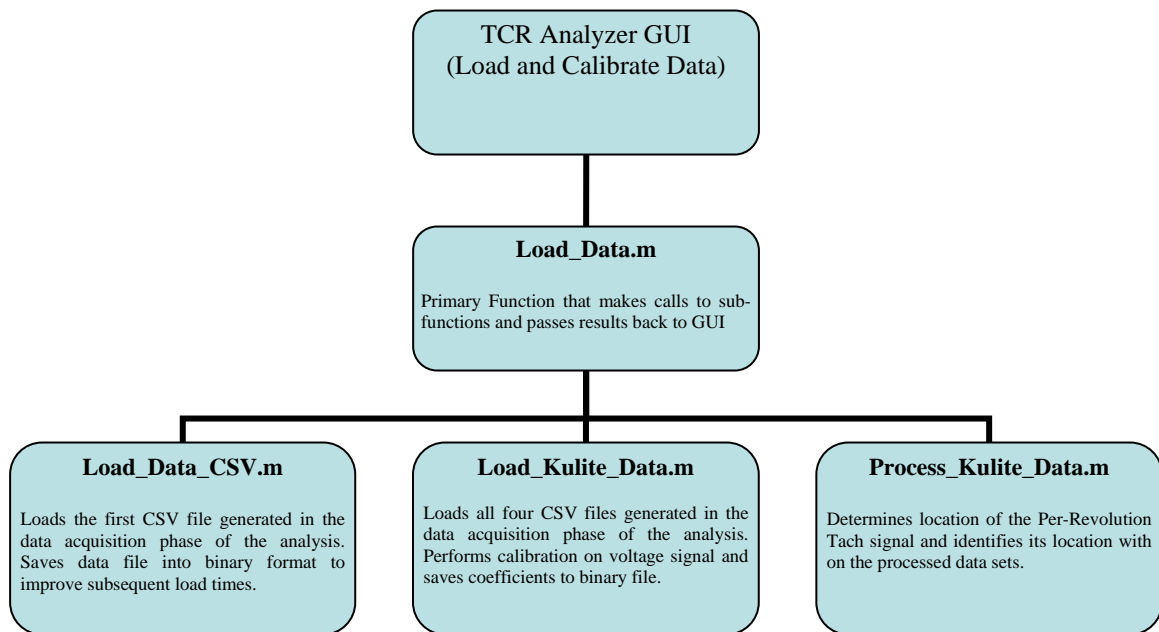 TCR Analyzer GUI
(Load and Calibrate Data)
Load_Data.m
Primary Function that makes calls to sub-
functions and passes results back to GUI
Load_Data_CSV.m
Loads the first CSV file generated in the
data acquisition phase of the analysis.
Saves data file into binary format to
improve subsequent load times.
Load_Kulite_Data.m
Loads all four CSV files generated in the
data acquisition phase of the analysis.
Performs calibration on voltage signal and
saves coefficients to binary file.
Process_Kulite_Data.m
Determines location of the Per-Revolution
Tach signal and identifies its location with
on the processed data sets.